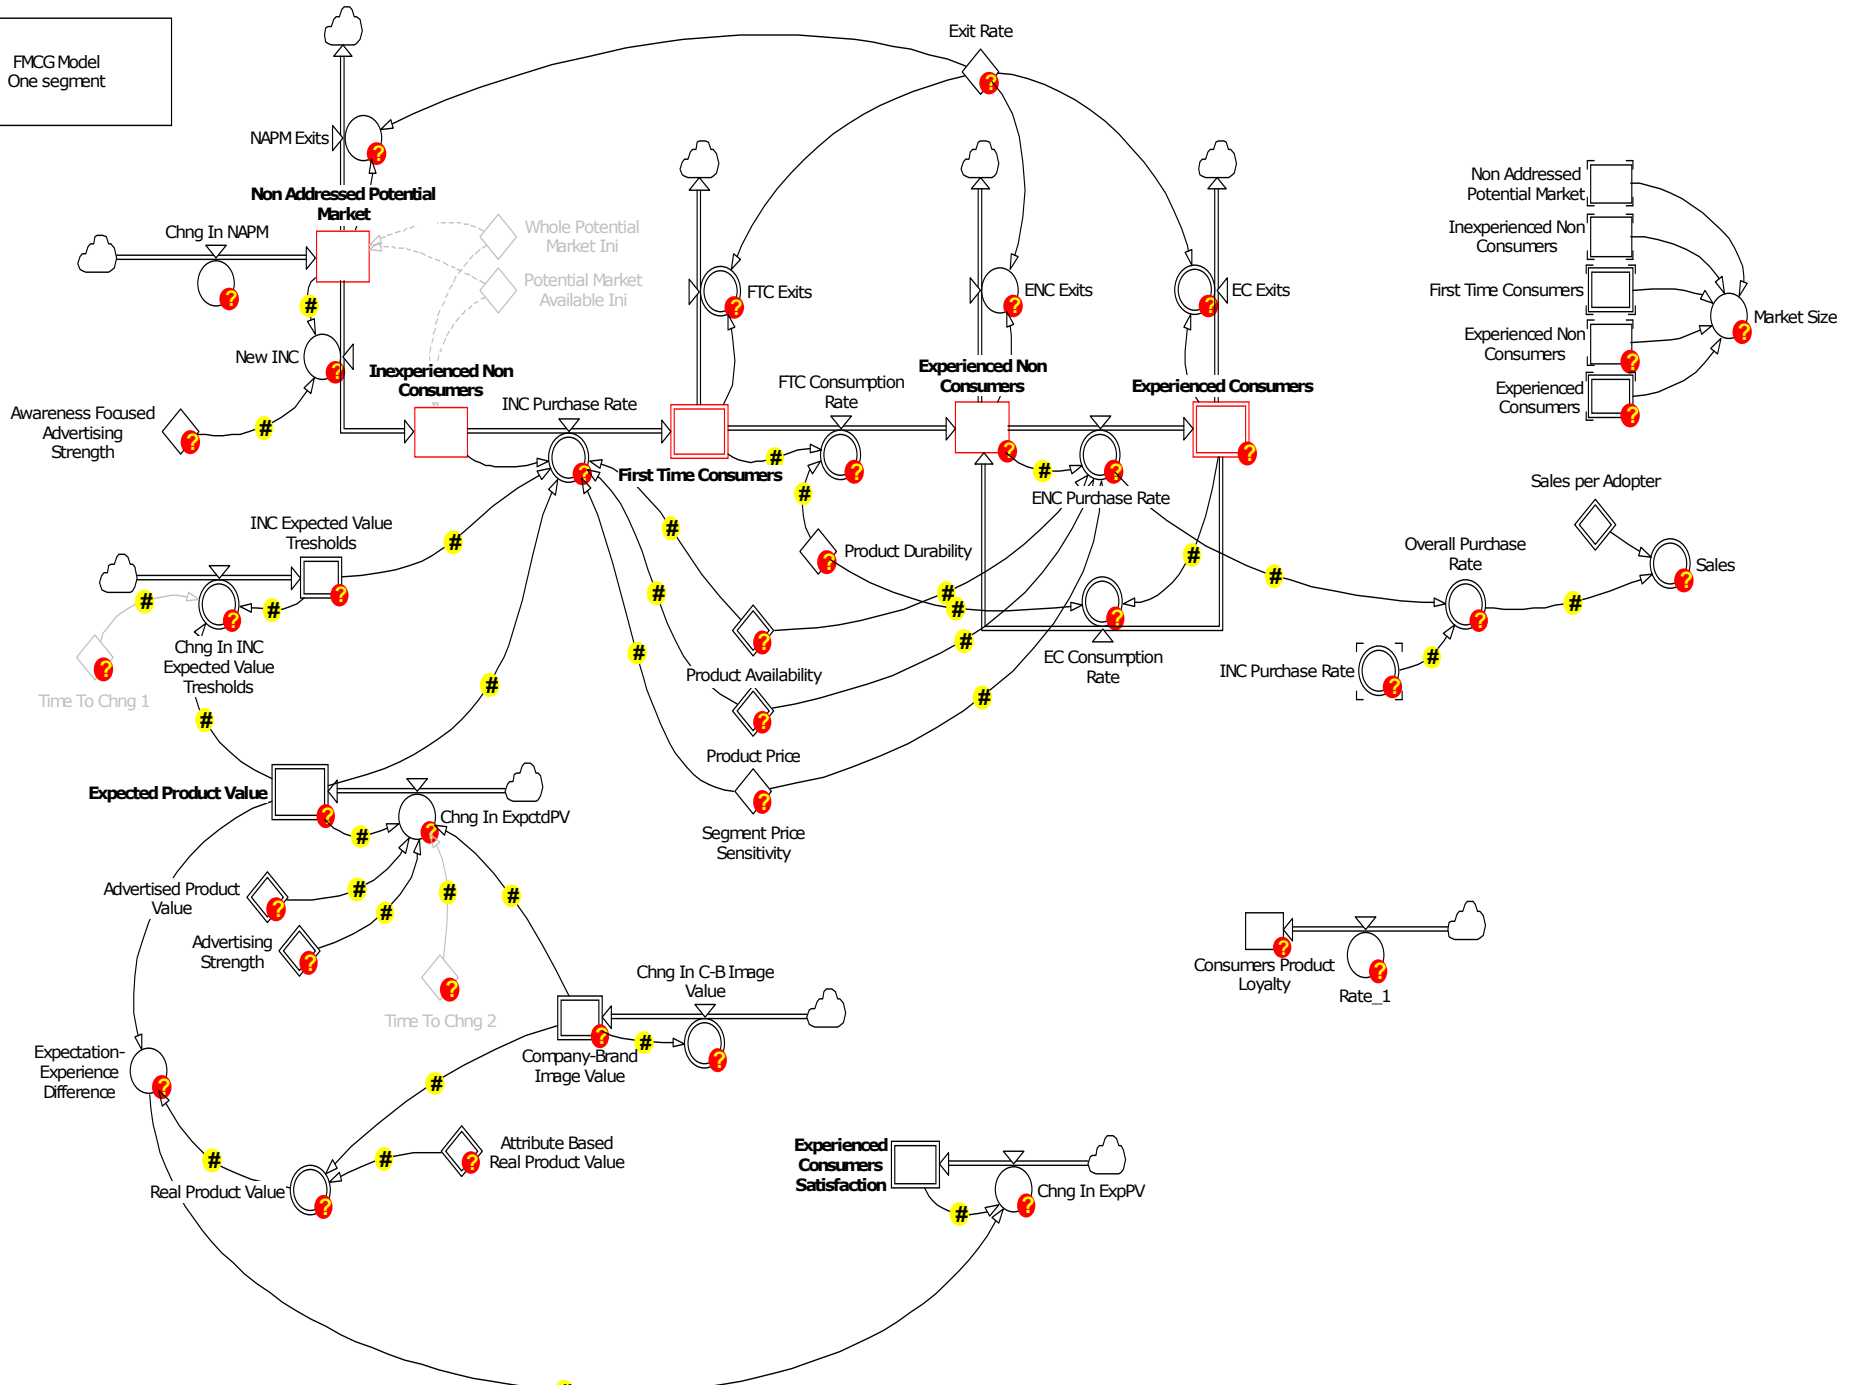 FMCG Model
One segment
Exit Rate
NAPM Exits
Non Addressed Potential
Market
Chng In NAPM
Whole Potential
Market Ini
Potential Market
Available Ini
FTC Exits
ENC Exits
EC Exits
Non Addressed
Potential Market
Inexperienced Non
Consumers
First Time Consumers
Experienced Non
Consumers
Experienced
Consumers
Market Size
New INC
Inexperienced Non
Consumers
INC Purchase Rate
FTC Consumption
Rate
Experienced Non
Consumers
Experienced Consumers
Awareness Focused
Advertising
Strength
First Time Consumers
ENC Purchase Rate
Sales per Adopter
INC Expected Value
Tresholds
Product Durability
Overall Purchase
Rate
Sales
Chng In INC
Expected Value
Tresholds
Time To Chng 1
Product Availability
EC Consumption
Rate
INC Purchase Rate
Product Price
Expected Product Value
Chng In ExpctdPV
Segment Price
Sensitivity
Advertised Product
Value
Advertising
Strength
Time To Chng 2
Chng In C-B Image
Value
Consumers Product
Loyalty
Rate_1
Expectation-
Experience
Difference
Company-Brand
Image Value
Attribute Based
Real Product Value
Real Product Value
Experienced
Consumers
Satisfaction
Chng In ExpPV